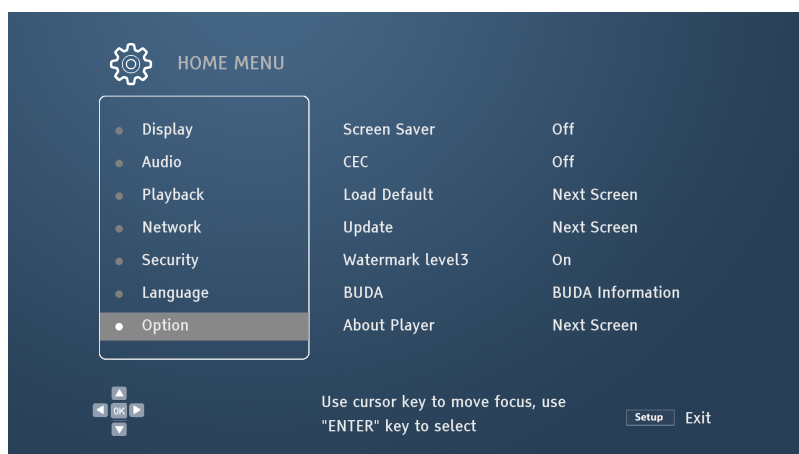 HOME MENU
Display
Audio
Playback
Network
Security
Language
Option
Screen Saver Off
CEC Off
Load Default Next Screen
Update Next Screen
Watermark level3 On
BUDA BUDA Information
About Player Next Screen
OK
Use cursor key to move focus, use
"ENTER" key to select
Setup Exit